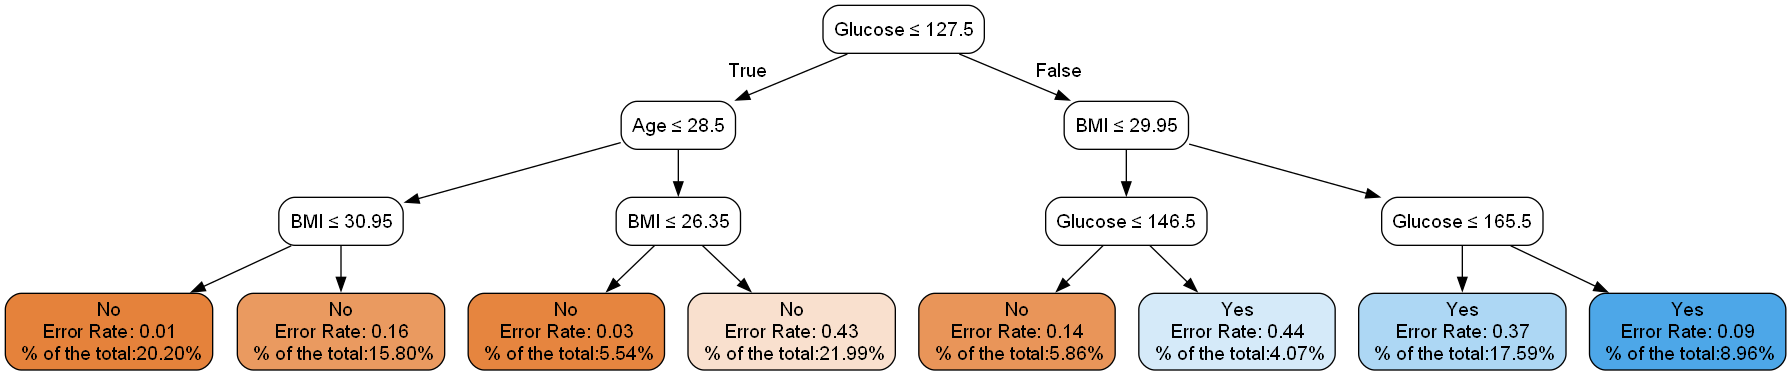 Glucose ≤ 127.5
True
False
Age ≤ 28.5
BMI ≤ 29.95
BMI ≤ 30.95
BMI ≤ 26.35
Glucose ≤ 146.5
Glucose ≤ 165.5
No
Error Rate: 0.01
% of the total:20.20%
No
Error Rate: 0.16
% of the total:15.80%
No
Error Rate: 0.03
% of the total:5.54%
No
Error Rate: 0.43
% of the total:21.99%
No
Error Rate: 0.14
% of the total:5.86%
Yes
Error Rate: 0.44
% of the total:4.07%
Yes
Error Rate: 0.37
% of the total:17.59%
Yes
Error Rate: 0.09
% of the total:8.96%